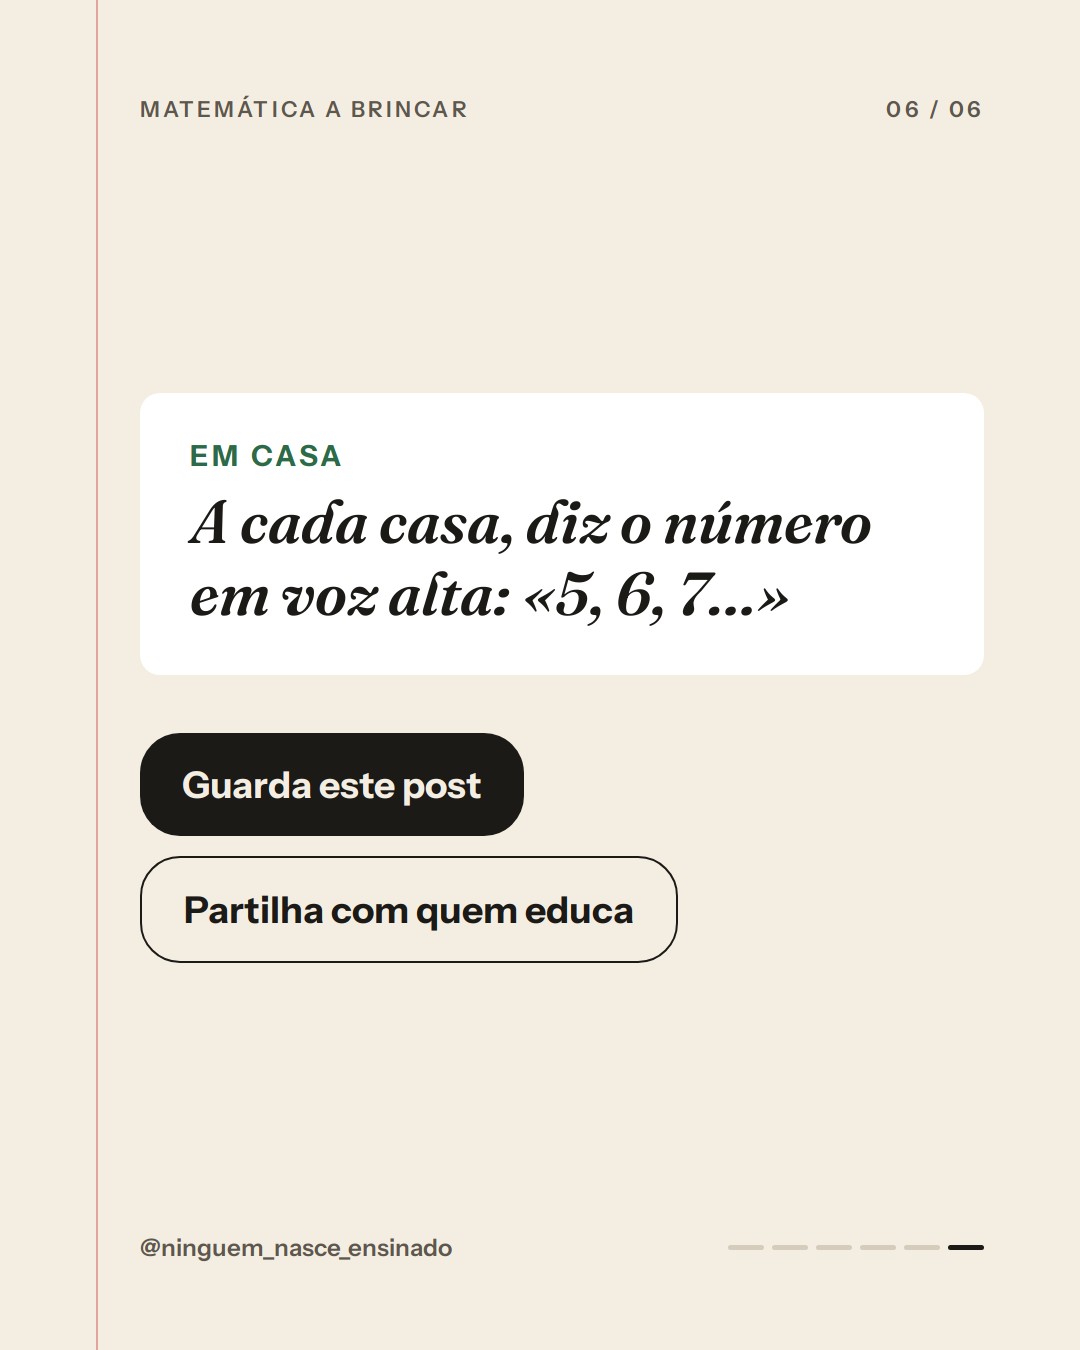 MATEMÁTICA A BRINCAR
06 / 06
EM CASA
A cada casa, diz o número
em voz alta: «5, 6, 7...»
Guarda este post
Partilha com quem educa
@ninguem_nasce_ensinado